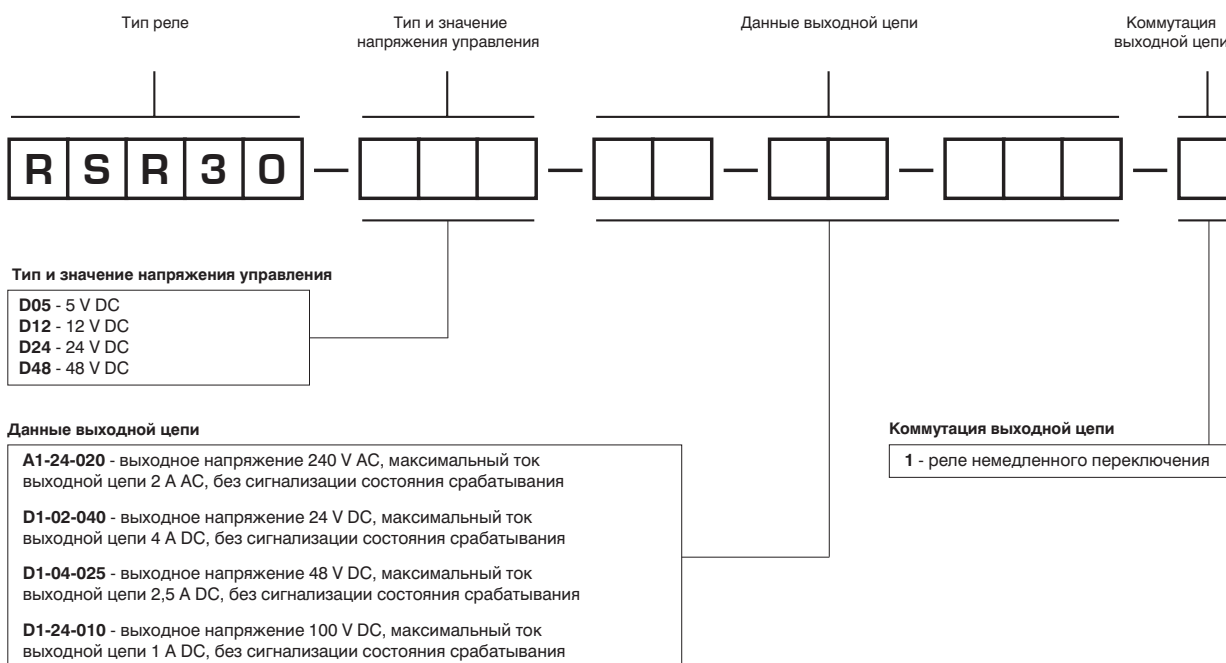 Тип реле
Тип и значение
напряжения управления
Данные выходной цепи
Коммутация
выходной цепи
RSR30 — — — — —
Тип и значение напряжения управления
D05 - 5 V DC
D12 - 12 V DC
D24 - 24 V DC
D48 - 48 V DC
Данные выходной цепи
A1-24-020 - выходное напряжение 240 V AC, максимальный ток
выходной цепи 2 A AC, без сигнализации состояния срабатывания
D1-02-040 - выходное напряжение 24 V DC, максимальный ток
выходной цепи 4 A DC, без сигнализации состояния срабатывания
D1-04-025 - выходное напряжение 48 V DC, максимальный ток
выходной цепи 2,5 A DC, без сигнализации состояния срабатывания
D1-24-010 - выходное напряжение 100 V DC, максимальный ток
выходной цепи 1 A DC, без сигнализации состояния срабатывания
Коммутация выходной цепи
1 - реле немедленного переключения